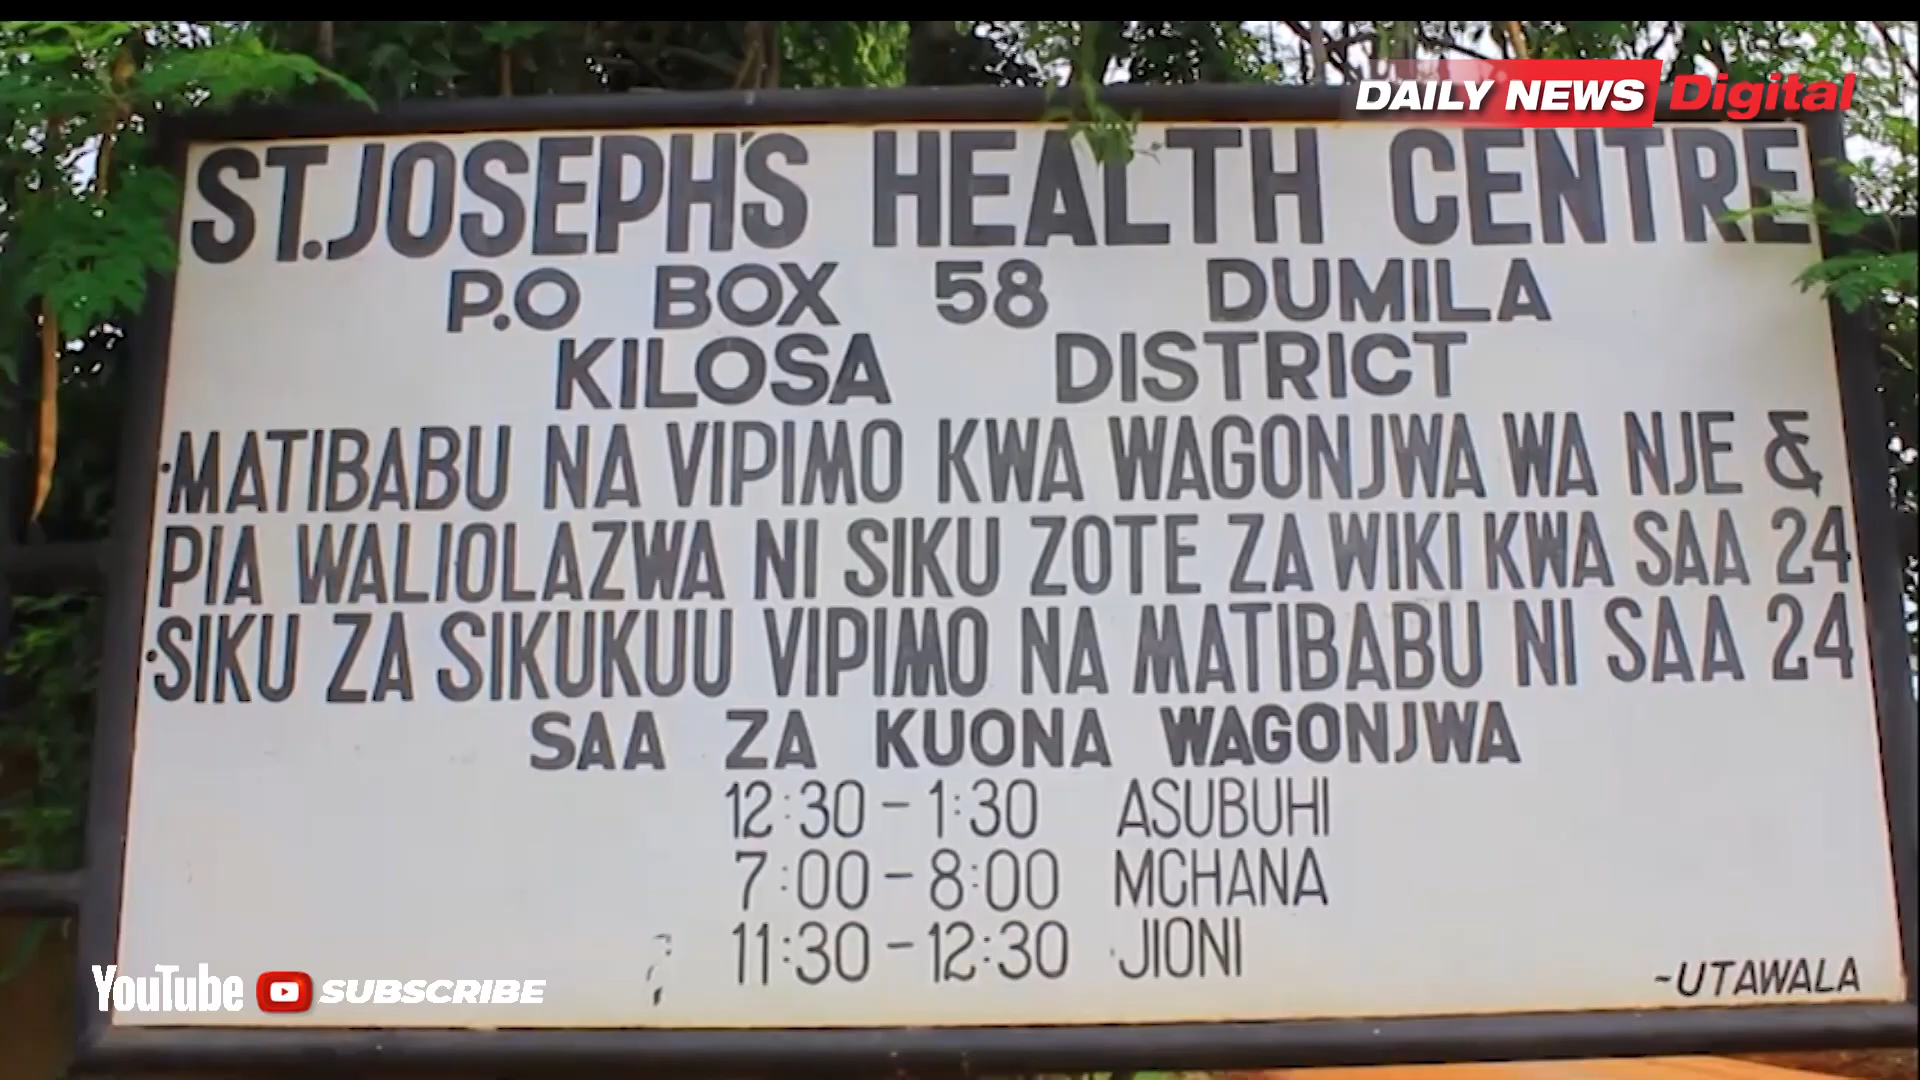 DAILY NEWS Digital
ST.JOSEPH'S HEALTH CENTRE
P.O BOX 58 DUMILA
KILOSA DISTRICT
•MATIBABU NA VIPIMO KWA WAGONJWA WA NJE &
PIA WALIOLAZWA NI SIKU ZOTE ZA WIKI KWA SAA 24
•SIKU ZA SIKUKUU VIPIMO NA MATIBABU NI SAA 24
SAA ZA KUONA WAGONJWA
12:30 - 1:30 ASUBUHI
7:00 - 8:00 MCHANA
11:30 - 12:30 JIONI
~UTAWALA
YouTube SUBSCRIBE